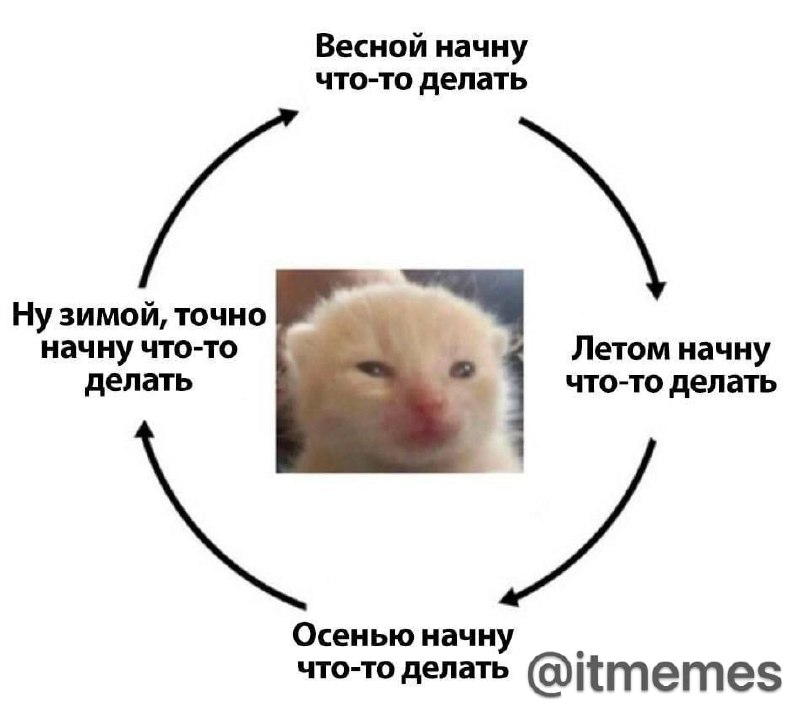 Весной начну
что-то делать
Ну зимой, точно
начну что-то
делать
Летом начну
что-то делать
Осенью начну
что-то делать
@itmemes